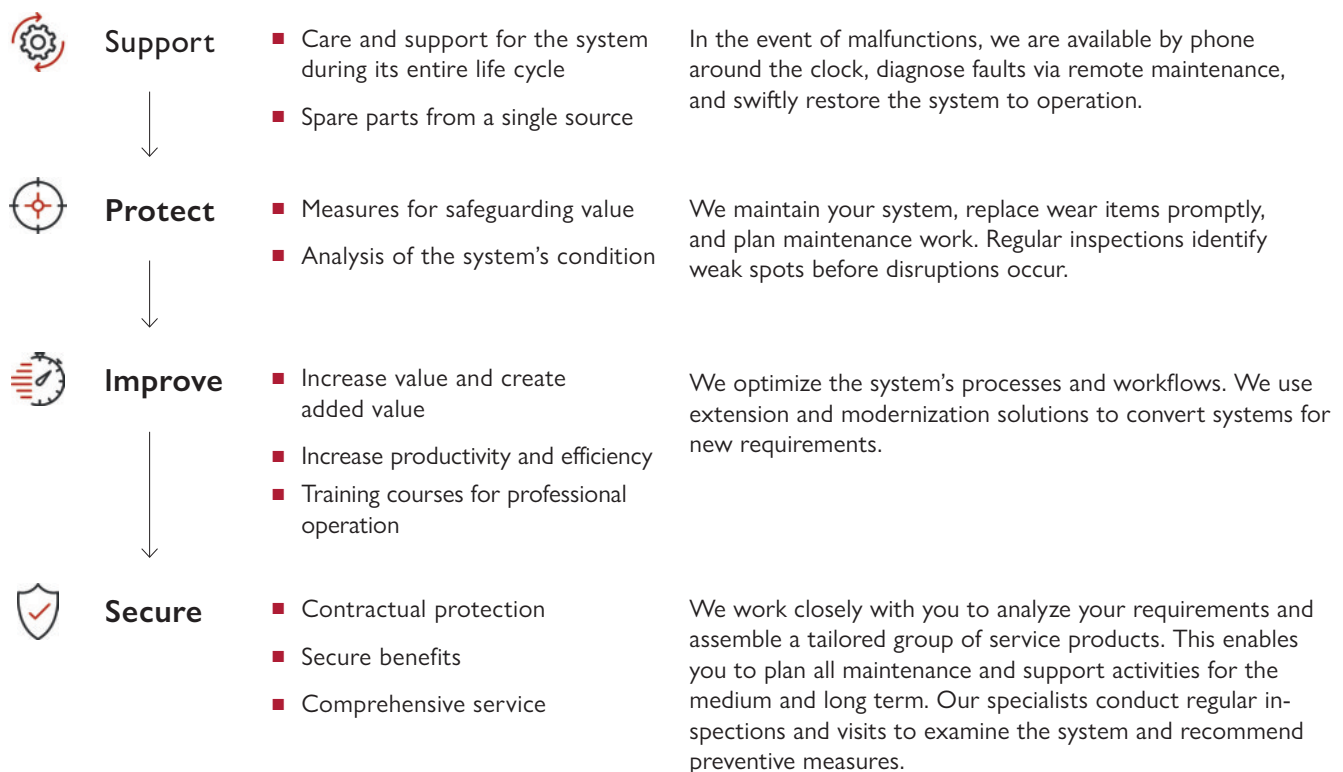 Support
■ Care and support for the system
during its entire life cycle
■ Spare parts from a single source
In the event of malfunctions, we are available by phone
around the clock, diagnose faults via remote maintenance,
and swiftly restore the system to operation.
Protect
■ Measures for safeguarding value
■ Analysis of the system’s condition
We maintain your system, replace wear items promptly,
and plan maintenance work. Regular inspections identify
weak spots before disruptions occur.
Improve
■ Increase value and create
added value
■ Increase productivity and efficiency
■ Training courses for professional
operation
We optimize the system’s processes and workflows. We use
extension and modernization solutions to convert systems for
new requirements.
Secure
■ Contractual protection
■ Secure benefits
■ Comprehensive service
We work closely with you to analyze your requirements and
assemble a tailored group of service products. This enables
you to plan all maintenance and support activities for the
medium and long term. Our specialists conduct regular in-
spections and visits to examine the system and recommend
preventive measures.